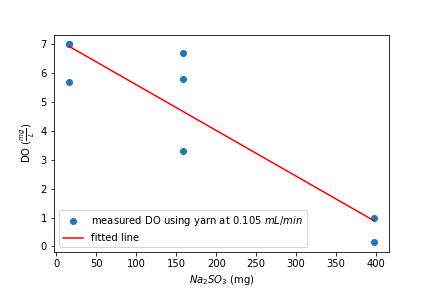 7
6
5
4
3
2
1
0
DO (mg/L)
measured DO using yarn at 0.105 mL/min
fitted line
0 50 100 150 200 250 300 350 400
Na₂SO₃ (mg)